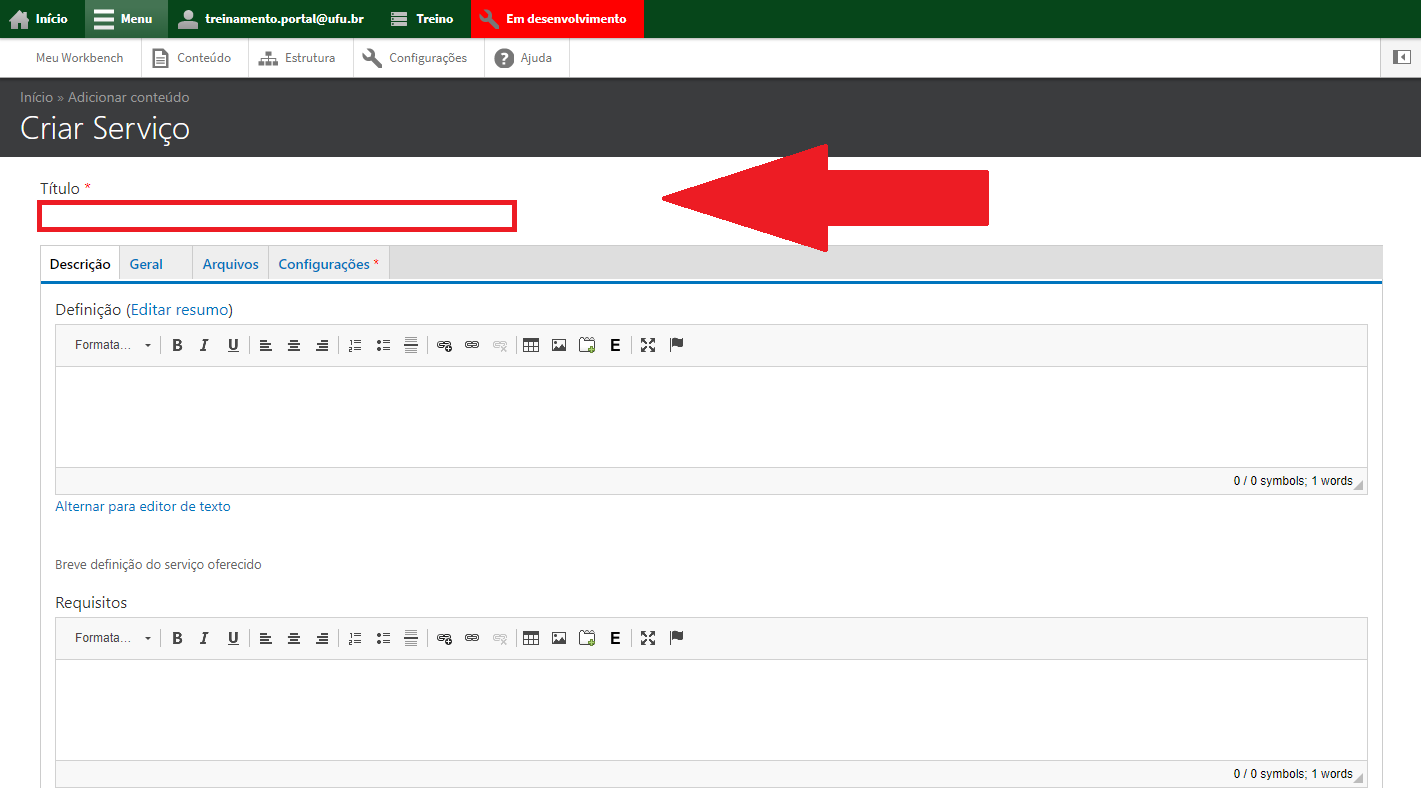 Início Menu treinamento.portal@ufu.br Treino Em desenvolvimento
Meu Workbench Conteúdo Estrutura Configurações Ajuda
Início » Adicionar conteúdo
Criar Serviço
Título *
Descrição Geral Arquivos Configurações *
Definição (Editar resumo)
Formata... B I U E
0 / 0 symbols; 1 words
Alternar para editor de texto
Breve definição do serviço oferecido
Requisitos
Formata... B I U E
0 / 0 symbols; 1 words